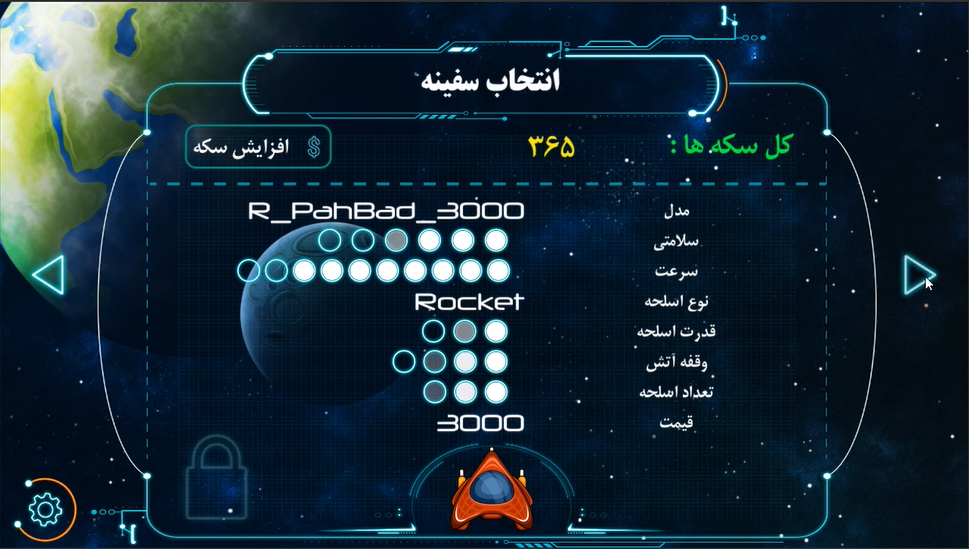 انتخاب سفینه
کل سکه ها : ۳۶۵
$ افزایش سکه
مدل R_PahBad_3000
سلامتی
سرعت
نوع اسلحه Rocket
قدرت اسلحه
وقفه آتش
تعداد اسلحه
قیمت 3000